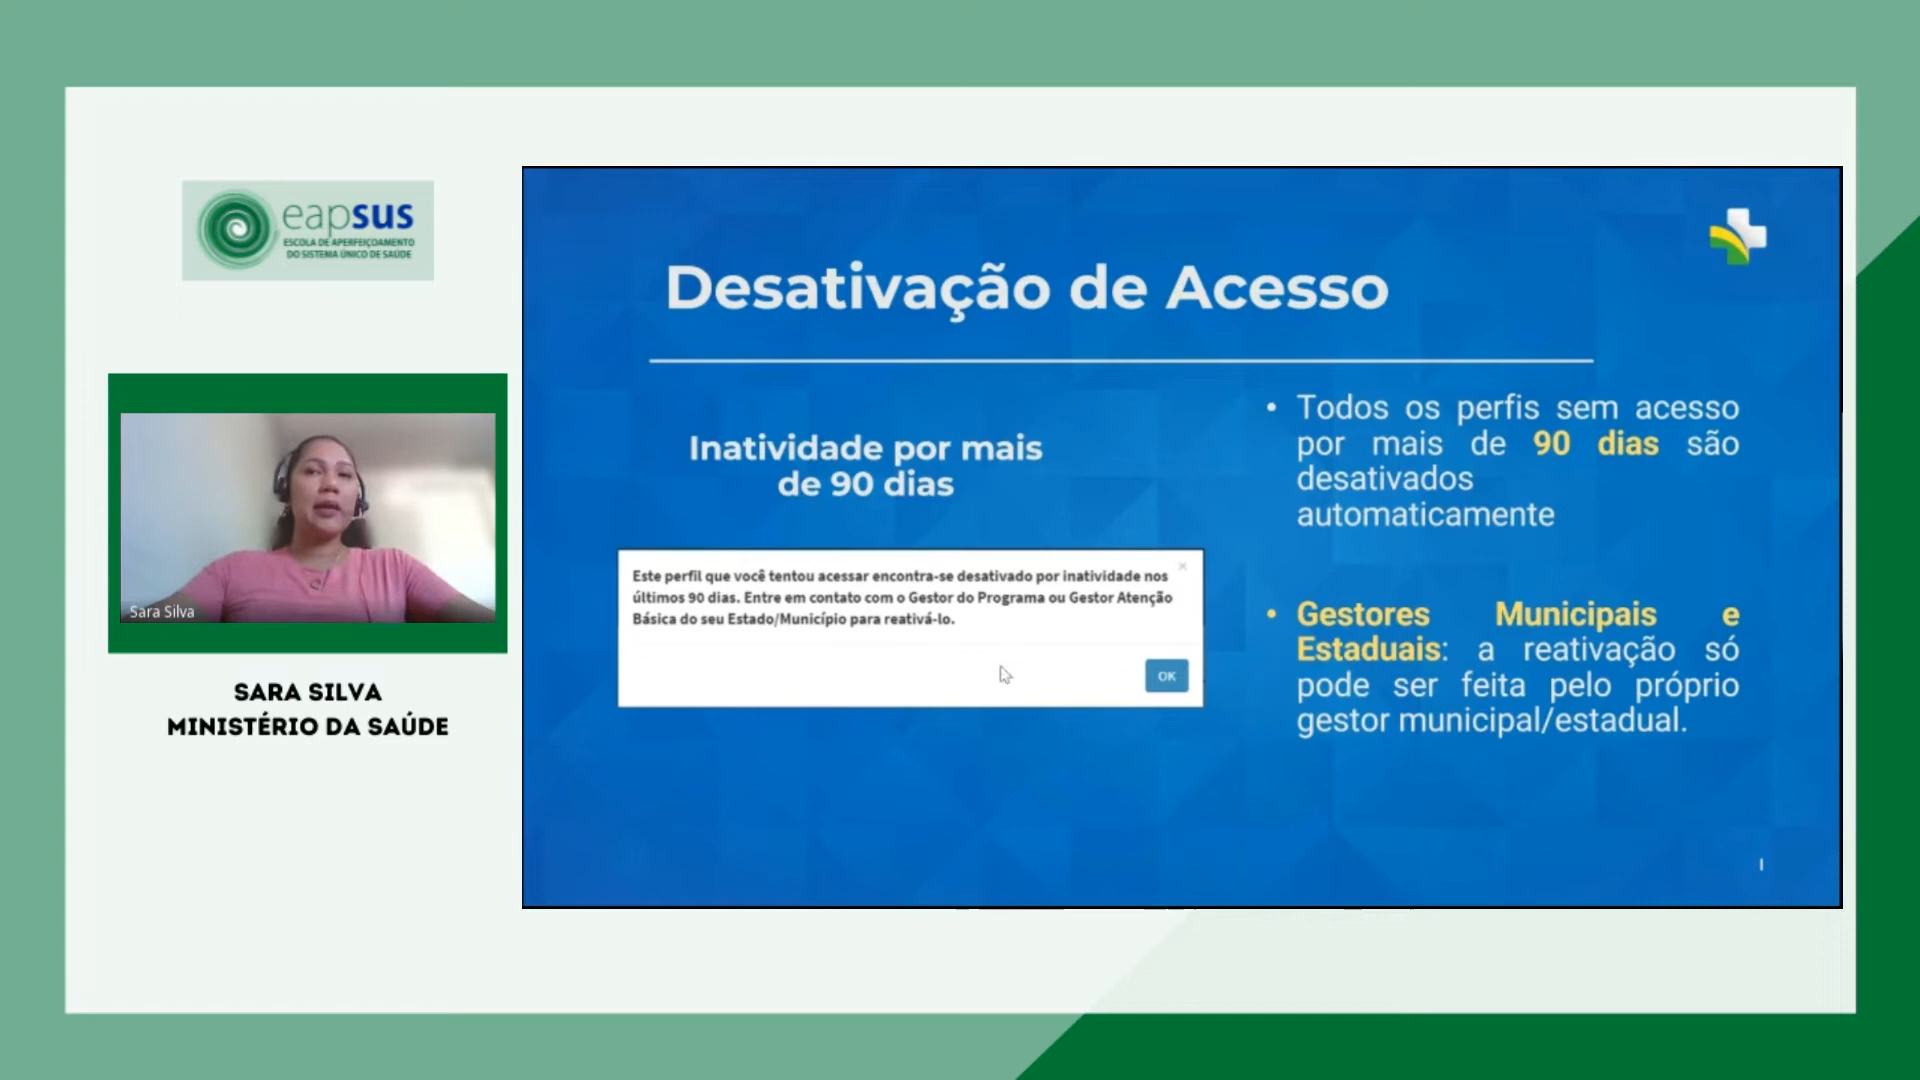 eapsus
ESCOLA DE APERFEIÇOAMENTO
DO SISTEMA ÚNICO DE SAÚDE
Sara Silva
SARA SILVA
MINISTÉRIO DA SAÚDE
Desativação de Acesso
Inatividade por mais
de 90 dias
Este perfil que você tentou acessar encontra-se desativado por inatividade nos
últimos 90 dias. Entre em contato com o Gestor do Programa ou Gestor Atenção
Básica do seu Estado/Município para reativá-lo.
OK
• Todos os perfis sem acesso
por mais de 90 dias são
desativados
automaticamente
• Gestores Municipais e
Estaduais: a reativação só
pode ser feita pelo próprio
gestor municipal/estadual.